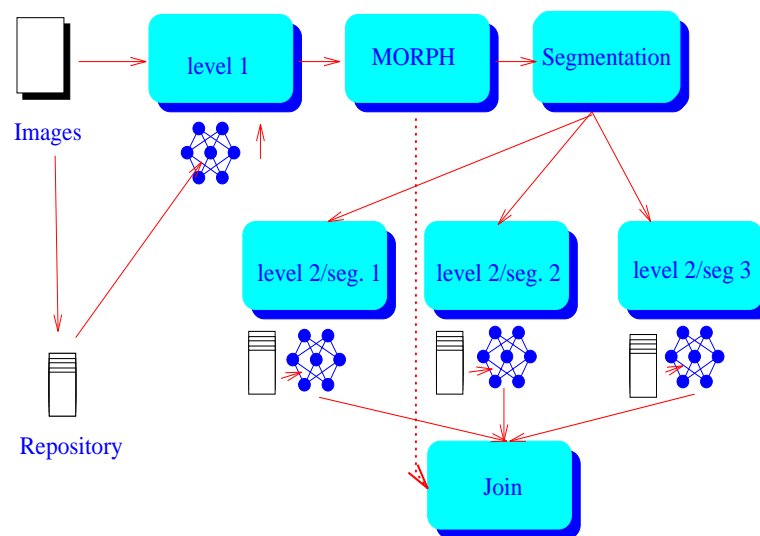 level 1
MORPH
Segmentation
Images
level 2/seg. 1
level 2/seg. 2
level 2/seg 3
Repository
Join